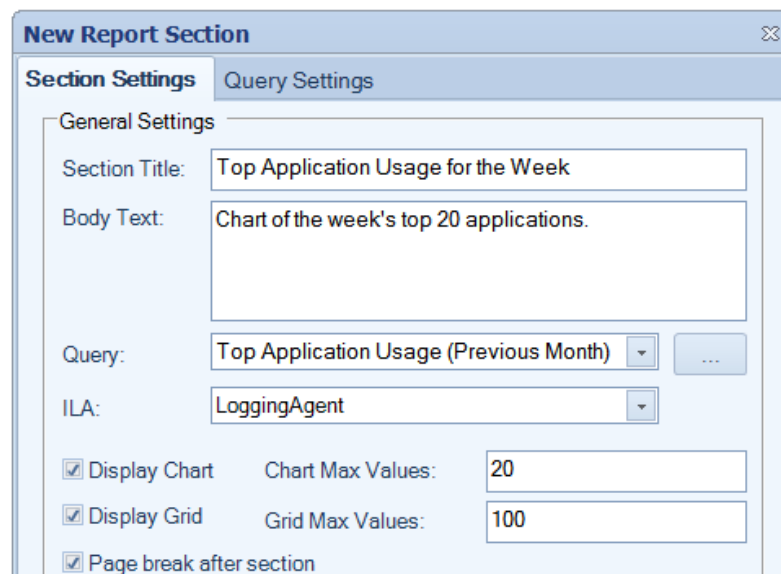 New Report Section
Section Settings Query Settings
General Settings
Section Title: Top Application Usage for the Week
Body Text: Chart of the week's top 20 applications.
Query: Top Application Usage (Previous Month) ...
ILA: LoggingAgent
Display Chart Chart Max Values: 20
Display Grid Grid Max Values: 100
Page break after section